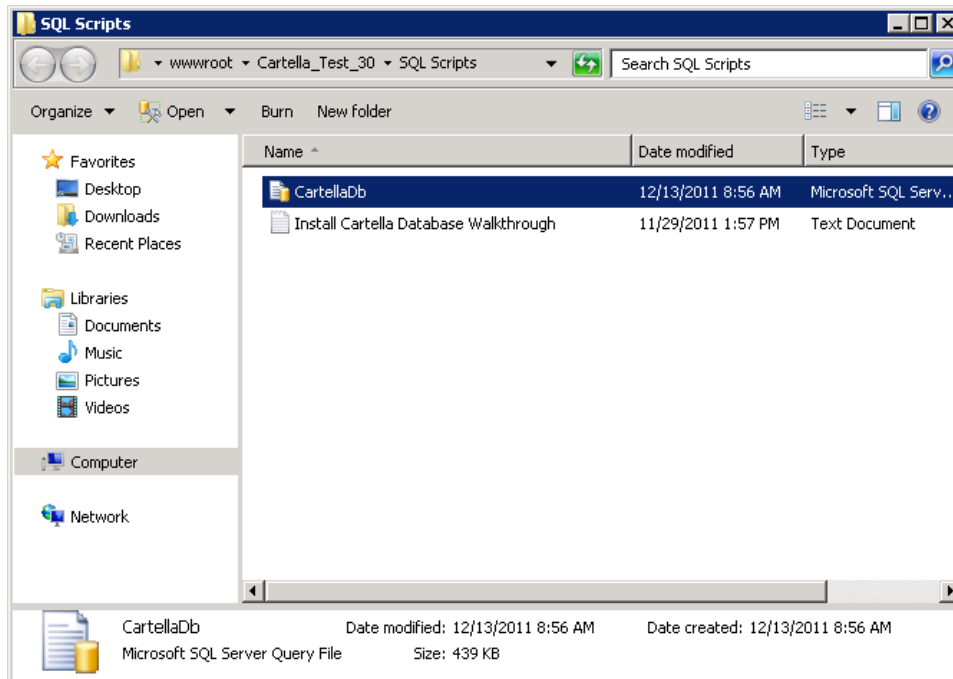 SQL Scripts
wwwroot Cartella_Test_30 SQL Scripts Search SQL Scripts
Organize Open Burn New folder
Favorites
Desktop
Downloads
Recent Places
Libraries
Documents
Music
Pictures
Videos
Computer
Network
Name Date modified Type
CartellaDb 12/13/2011 8:56 AM Microsoft SQL Serv...
Install Cartella Database Walkthrough 11/29/2011 1:57 PM Text Document
CartellaDb Date modified: 12/13/2011 8:56 AM Date created: 12/13/2011 8:56 AM
Microsoft SQL Server Query File Size: 439 KB